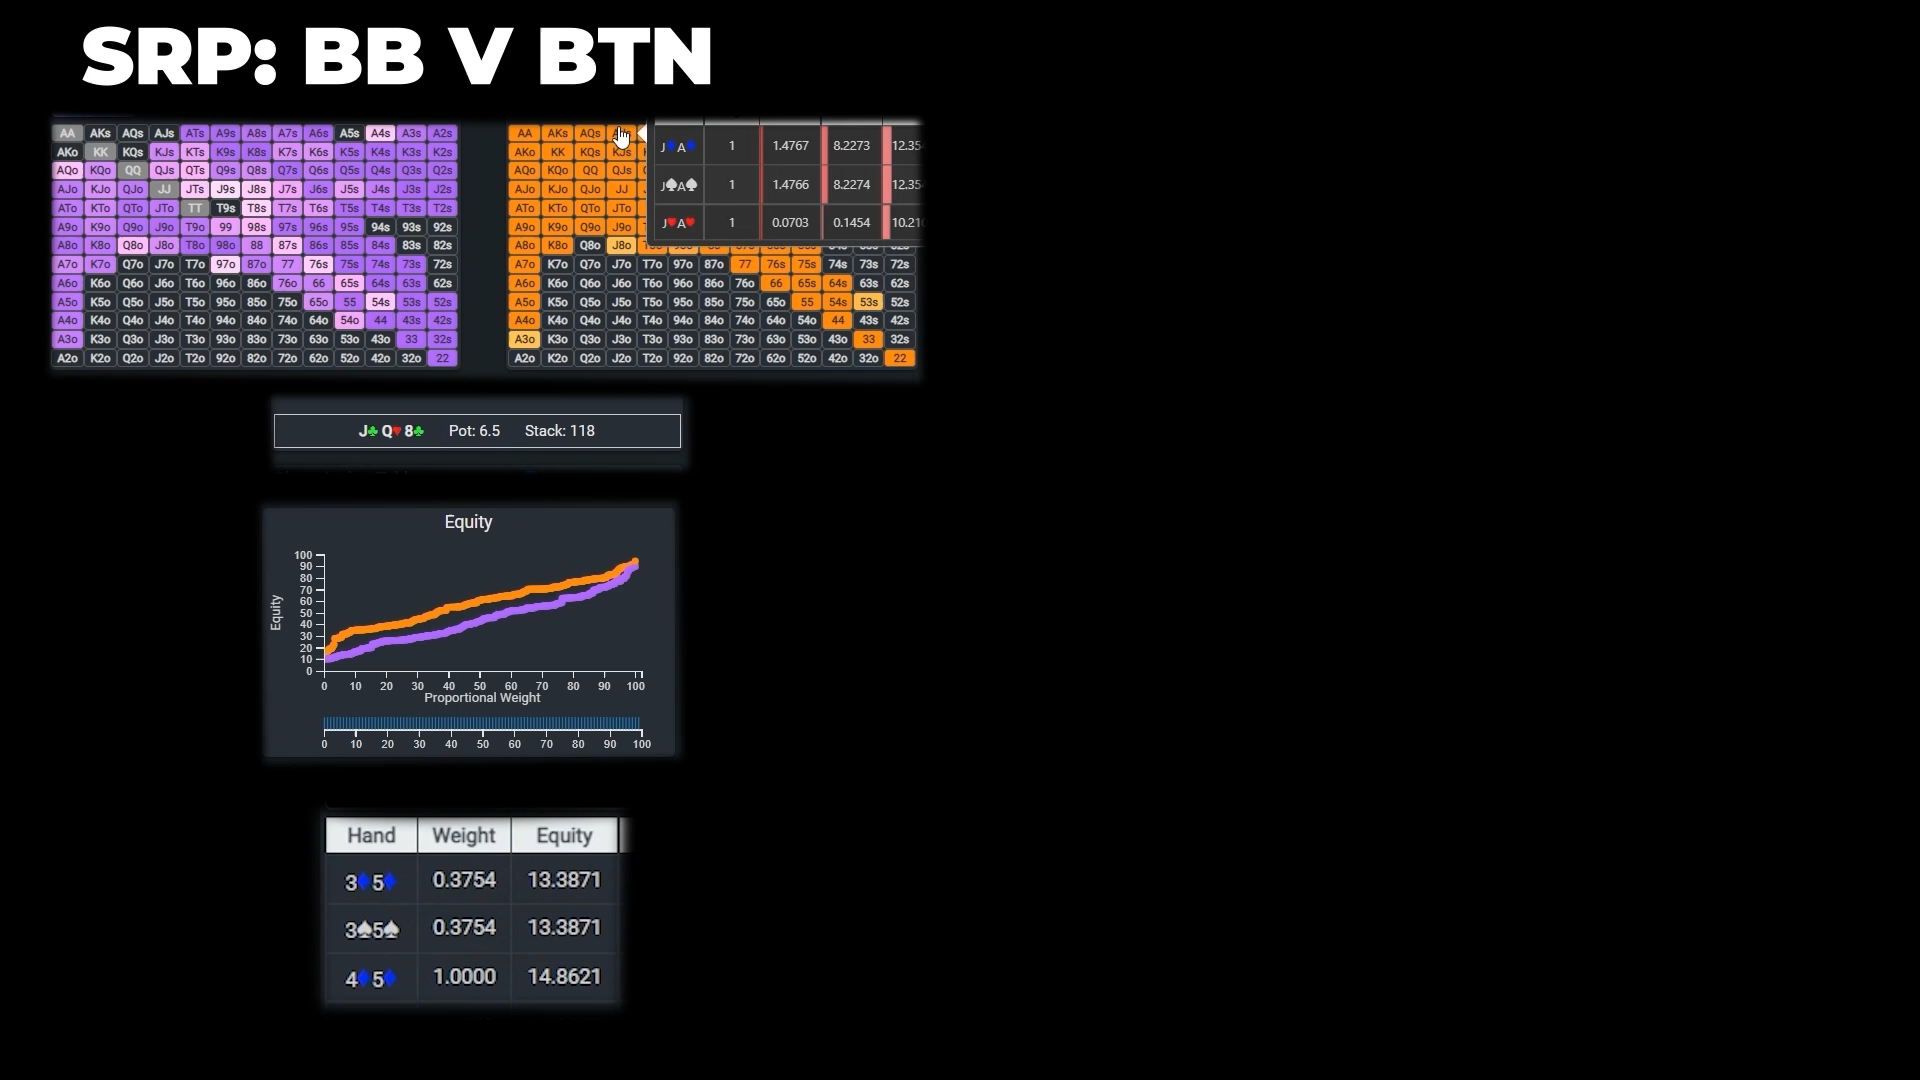 SRP: BB V BTN
AA AKs AQs AJs ATs A9s A8s A7s A6s A5s A4s A3s A2s
AKo KK KQs KJs KTs K9s K8s K7s K6s K5s K4s K3s K2s
AQo KQo QQ QJs QTs Q9s Q8s Q7s Q6s Q5s Q4s Q3s Q2s
AJo KJo QJo JJ JTs J9s J8s J7s J6s J5s J4s J3s J2s
ATo KTo QTo JTo TT T9s T8s T7s T6s T5s T4s T3s T2s
A9o K9o Q9o J9o T9o 99 98s 97s 96s 95s 94s 93s 92s
A8o K8o Q8o J8o T8o 98o 88 87s 86s 85s 84s 83s 82s
A7o K7o Q7o J7o T7o 97o 87o 77 76s 75s 74s 73s 72s
A6o K6o Q6o J6o T6o 96o 86o 76o 66 65s 64s 63s 62s
A5o K5o Q5o J5o T5o 95o 85o 75o 65o 55 54s 53s 52s
A4o K4o Q4o J4o T4o 94o 84o 74o 64o 54o 44 43s 42s
A3o K3o Q3o J3o T3o 93o 83o 73o 63o 53o 43o 33 32s
A2o K2o Q2o J2o T2o 92o 82o 72o 62o 52o 42o 32o 22
AA AKs AQs
AKo KK KQs KJs
AQo KQo QQ QJs
AJo KJo QJo JJ
ATo KTo QTo JTo
A9o K9o Q9o J9o
A8o K8o Q8o J8o
A7o K7o Q7o J7o T7o 97o 87o 77 76s 75s 74s 73s 72s
A6o K6o Q6o J6o T6o 96o 86o 76o 66 65s 64s 63s 62s
A5o K5o Q5o J5o T5o 95o 85o 75o 65o 55 54s 53s 52s
A4o K4o Q4o J4o T4o 94o 84o 74o 64o 54o 44 43s 42s
A3o K3o Q3o J3o T3o 93o 83o 73o 63o 53o 43o 33 32s
A2o K2o Q2o J2o T2o 92o 82o 72o 62o 52o 42o 32o 22
J♦A♦ 1 1.4767 8.2273 12.35
J♠A♠ 1 1.4766 8.2274 12.35
J♥A♥ 1 0.0703 0.1454 10.21
J♣ Q♥ 8♣ Pot: 6.5 Stack: 118
Equity
100
90
80
70
60
50
40
30
20
10
0
Equity
0 10 20 30 40 50 60 70 80 90 100
Proportional Weight
0 10 20 30 40 50 60 70 80 90 100
Hand Weight Equity
3♦5♦ 0.3754 13.3871
3♠5♠ 0.3754 13.3871
4♦5♦ 1.0000 14.8621